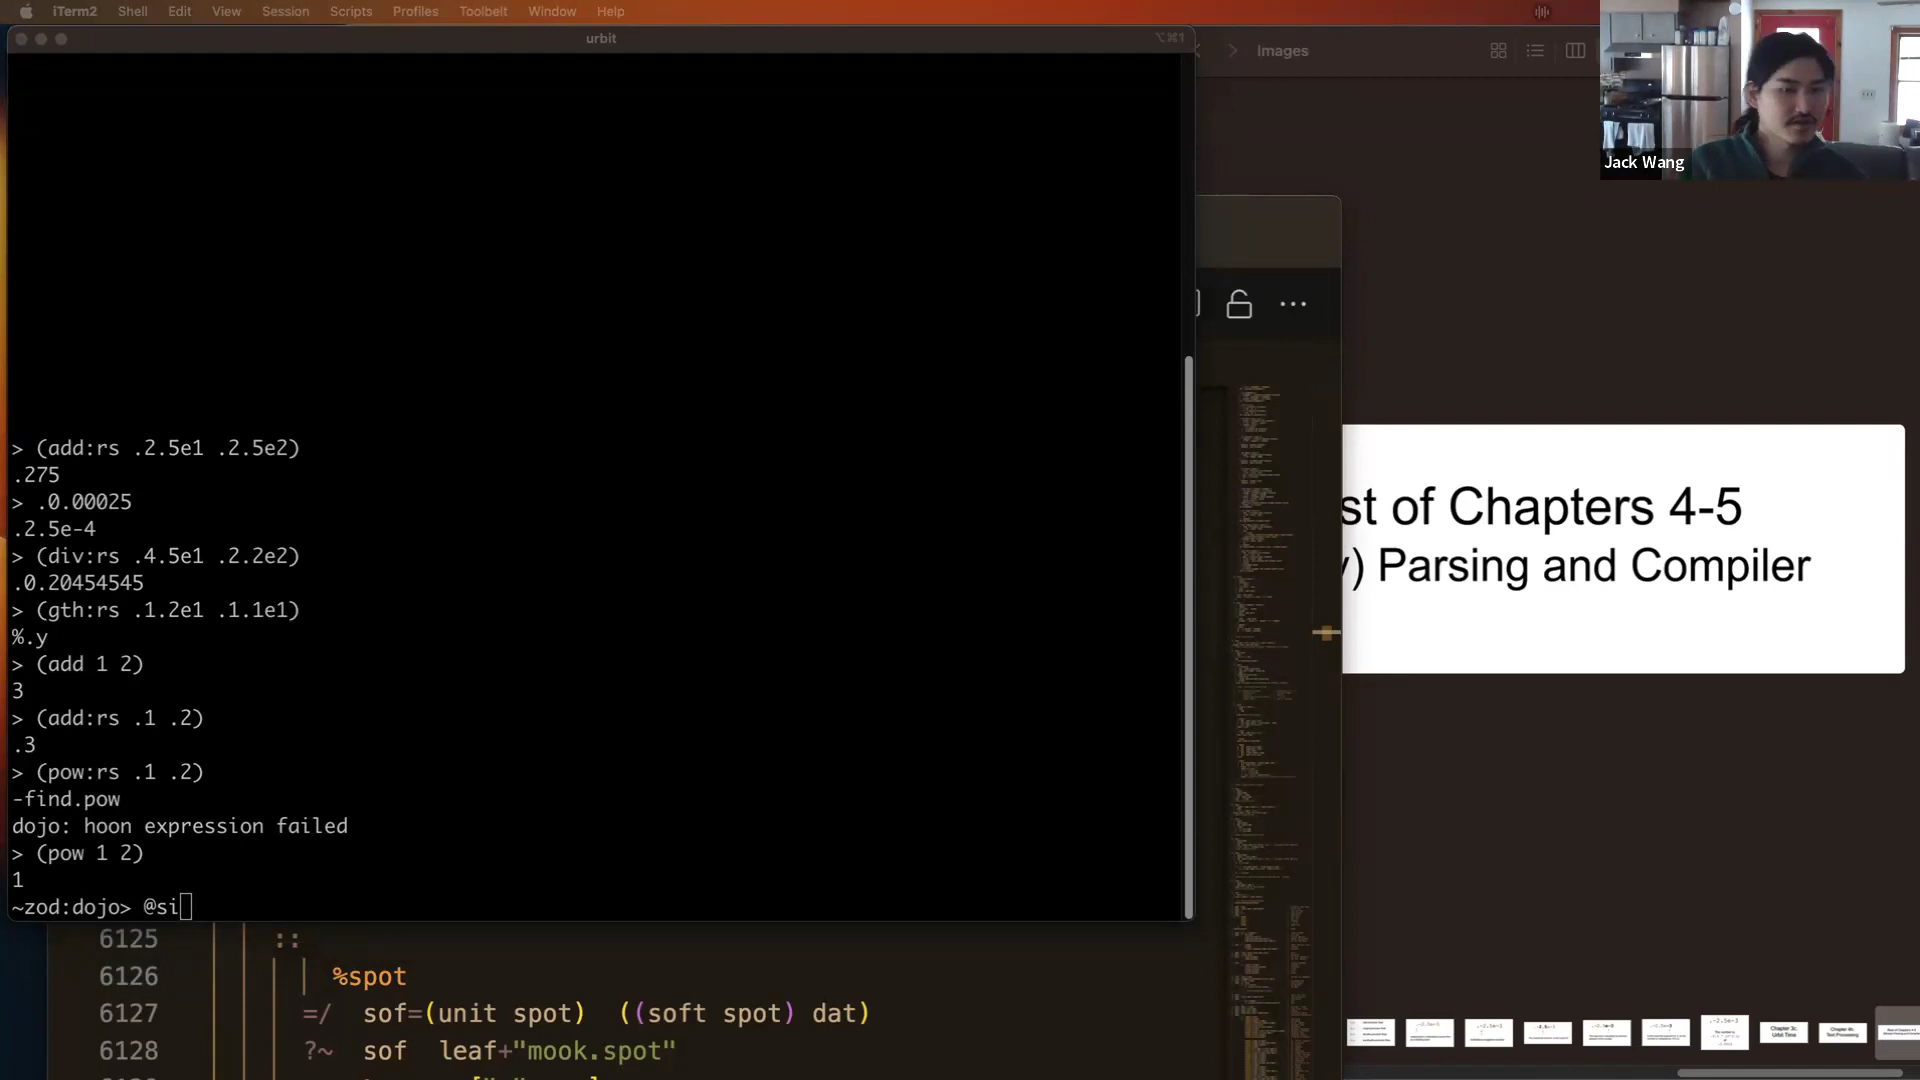 iTerm2 Shell Edit View Session Scripts Profiles Toolbelt Window Help
urbit
⌥⌘1
Images
Jack Wang
> (add:rs .2.5e1 .2.5e2)
.275
> .0.00025
.2.5e-4
> (div:rs .4.5e1 .2.2e2)
.0.20454545
> (gth:rs .1.2e1 .1.1e1)
%.y
> (add 1 2)
3
> (add:rs .1 .2)
.3
> (pow:rs .1 .2)
-find.pow
dojo: hoon expression failed
> (pow 1 2)
1
~zod:dojo> @si
st of Chapters 4-5
) Parsing and Compiler
6125 ::
6126 %spot
6127 =/ sof=(unit spot) ((soft spot) dat)
6128 ?~ sof leaf+"mook.spot"